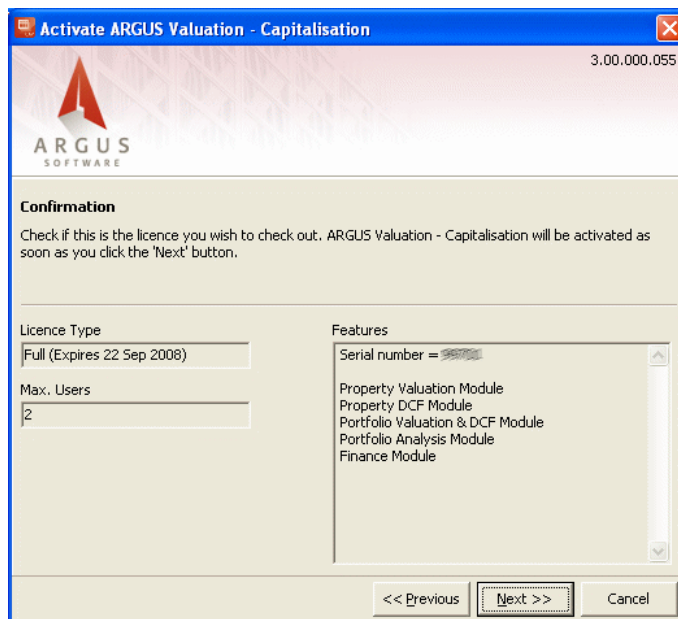 Activate ARGUS Valuation - Capitalisation
3.00.000.055
ARGUS
SOFTWARE
Confirmation
Check if this is the licence you wish to check out. ARGUS Valuation - Capitalisation will be activated as
soon as you click the 'Next' button.
Licence Type
Full (Expires 22 Sep 2008)
Max. Users
2
Features
Serial number =
Property Valuation Module
Property DCF Module
Portfolio Valuation & DCF Module
Portfolio Analysis Module
Finance Module
<< Previous
Next >>
Cancel